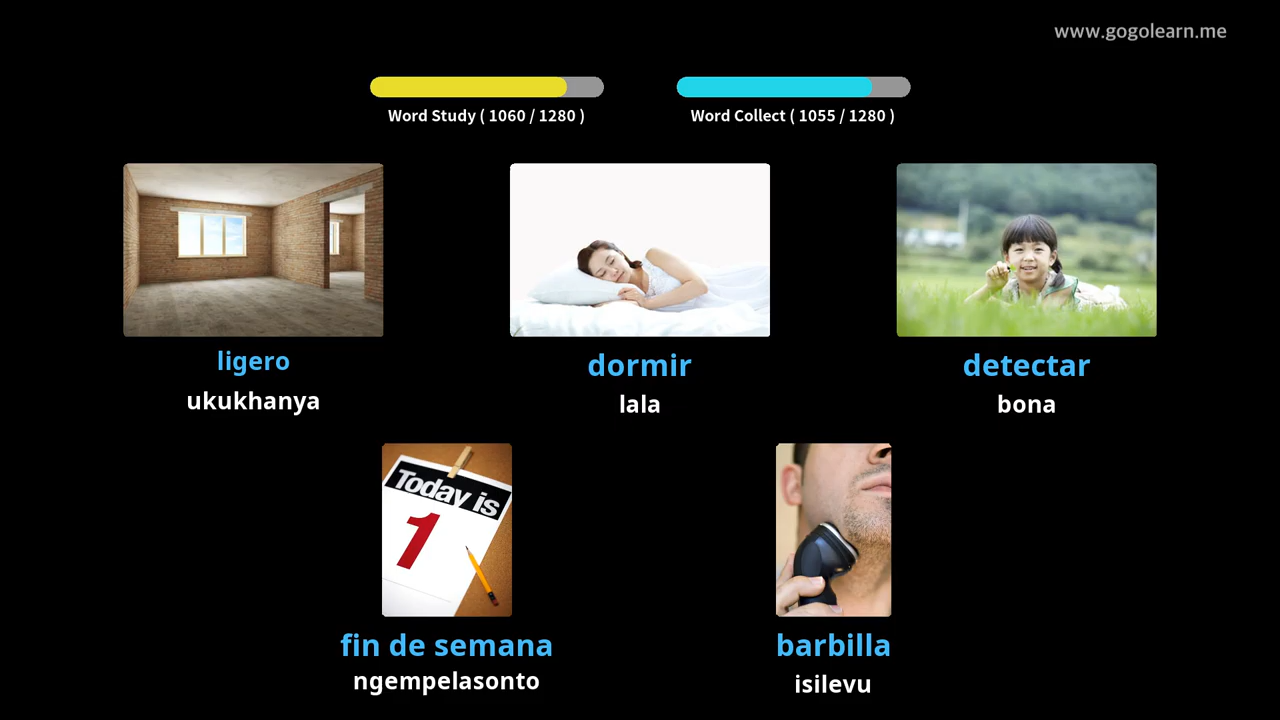 www.gogolearn.me
Word Study ( 1060 / 1280 )
Word Collect ( 1055 / 1280 )
ligero
ukukhanya
dormir
lala
detectar
bona
Today is
1
fin de semana
ngempelasonto
barbilla
isilevu